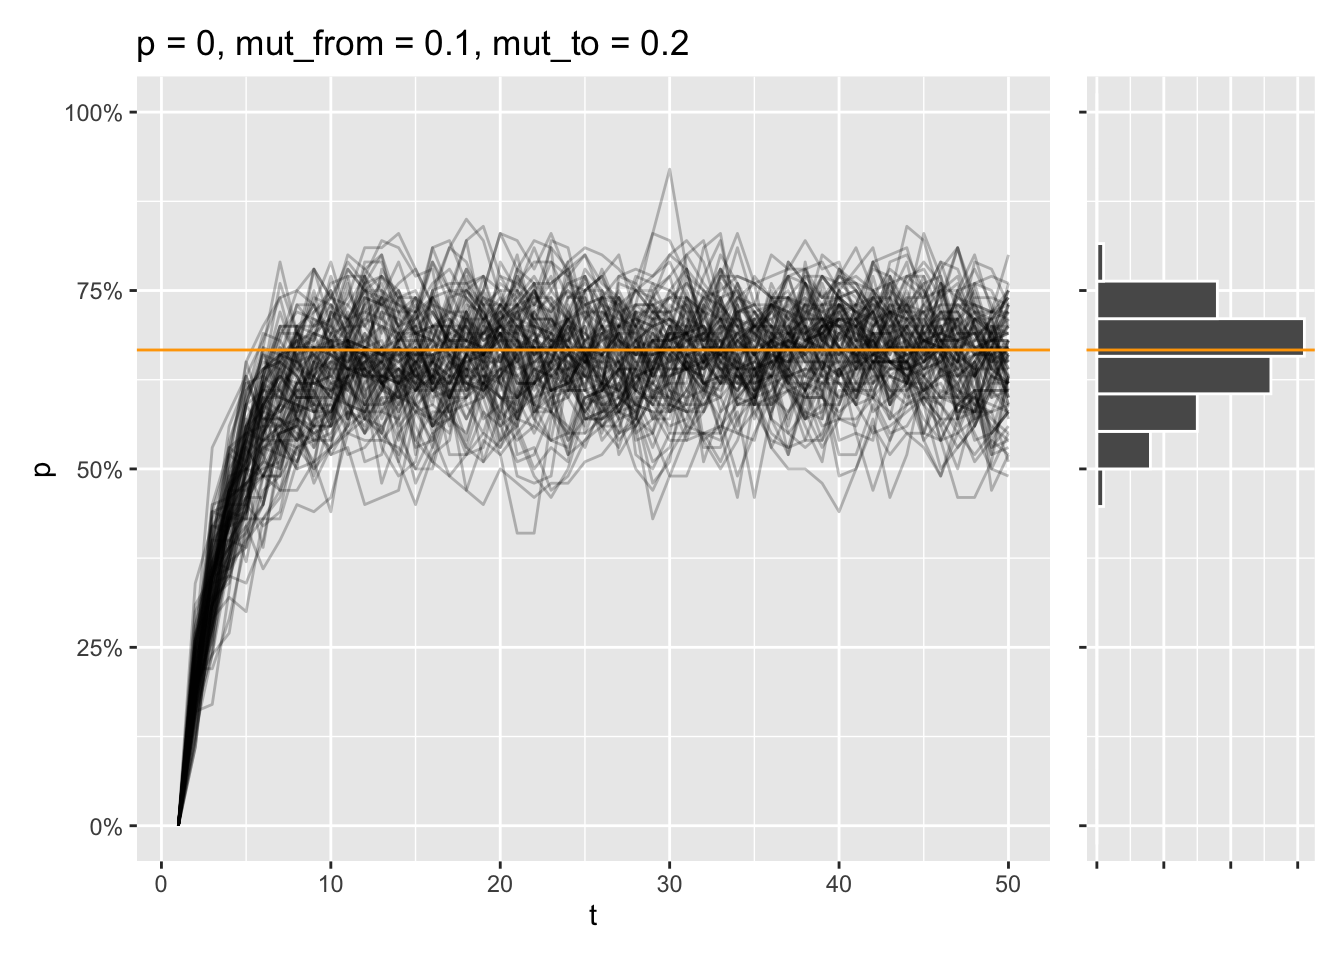 p = 0, mut_from = 0.1, mut_to = 0.2
100%
75%
50%
25%
0%
p
0 10 20 30 40 50
t